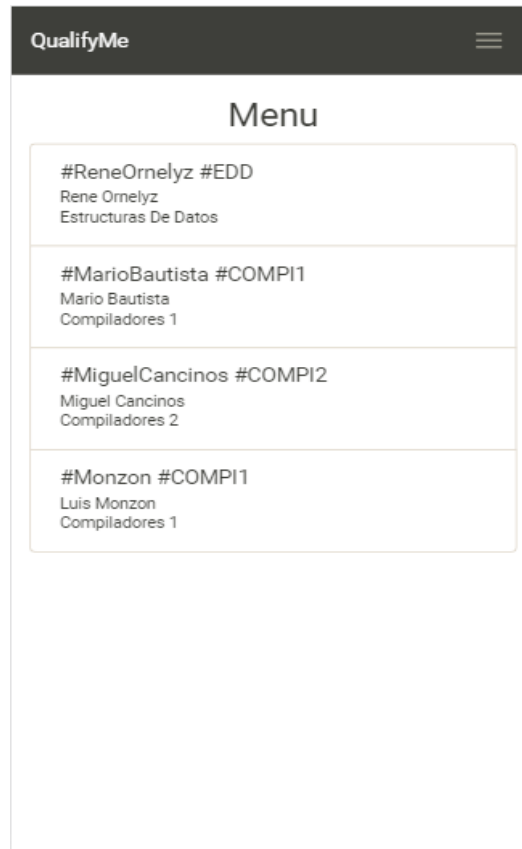 QualifyMe
Menu
#ReneOrnelyz #EDD
Rene Ornelyz
Estructuras De Datos
#MarioBautista #COMPI1
Mario Bautista
Compiladores 1
#MiguelCancinos #COMPI2
Miguel Cancinos
Compiladores 2
#Monzon #COMPI1
Luis Monzon
Compiladores 1